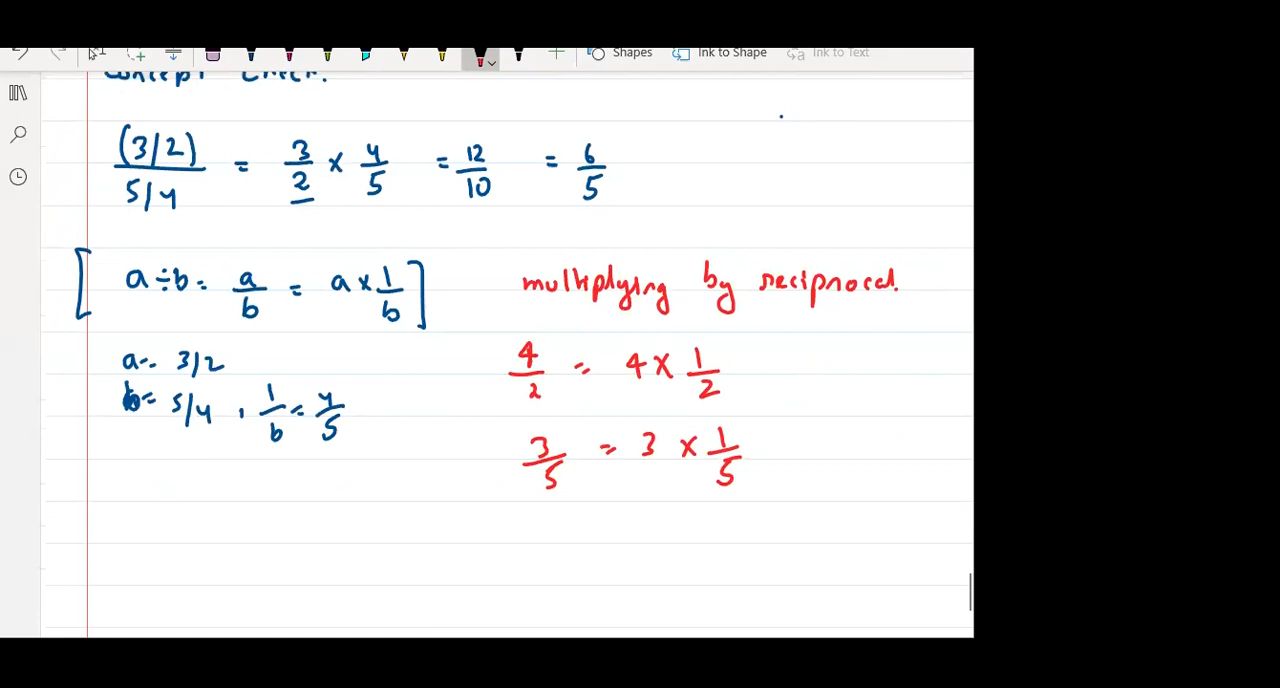 Shapes Ink to Shape Ink to Text
Concept Check.
(3/2)/(5/4) = 3/2 × 4/5 = 12/10 = 6/5
[ a ÷ b = a/b = a × 1/b ] multiplying by reciprocal.
a = 3/2
b = 5/4 , 1/b = 4/5
4/2 = 4 × 1/2
3/5 = 3 × 1/5